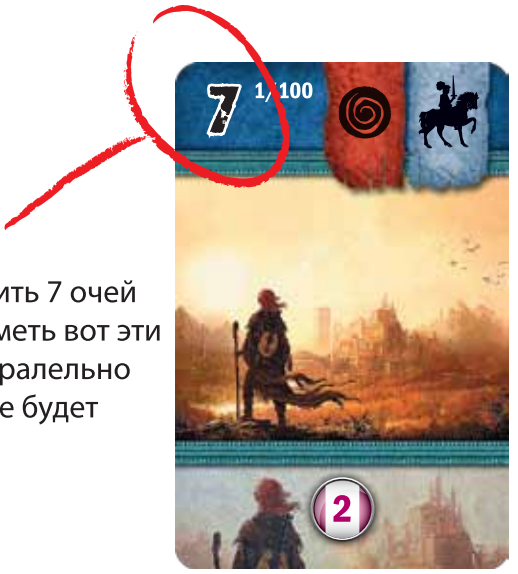 7 1/100
ить 7 очей
меть вот эти
ралельно
е будет
2